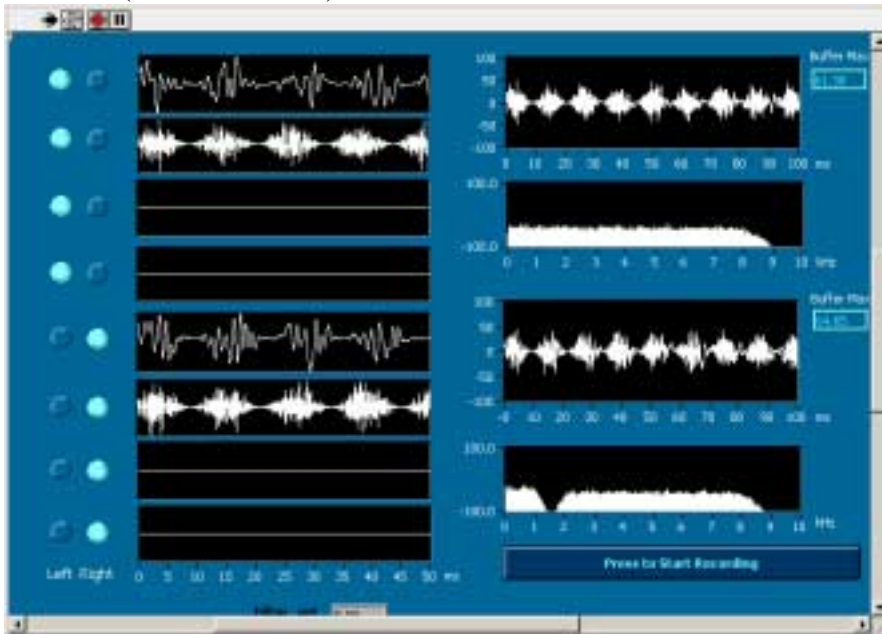 100
50
0
-50
-100
Buffer Max
0 10 20 30 40 50 60 70 80 90 100 ms
100.0
-100.0
0 1 2 3 4 5 6 7 8 9 10 kHz
100
50
0
-50
-100
Buffer Max
0 10 20 30 40 50 60 70 80 90 100 ms
100.0
-100.0
0 1 2 3 4 5 6 7 8 9 10 kHz
Press to Start Recording
Left Right
0 5 10 15 20 25 30 35 40 45 50 ms